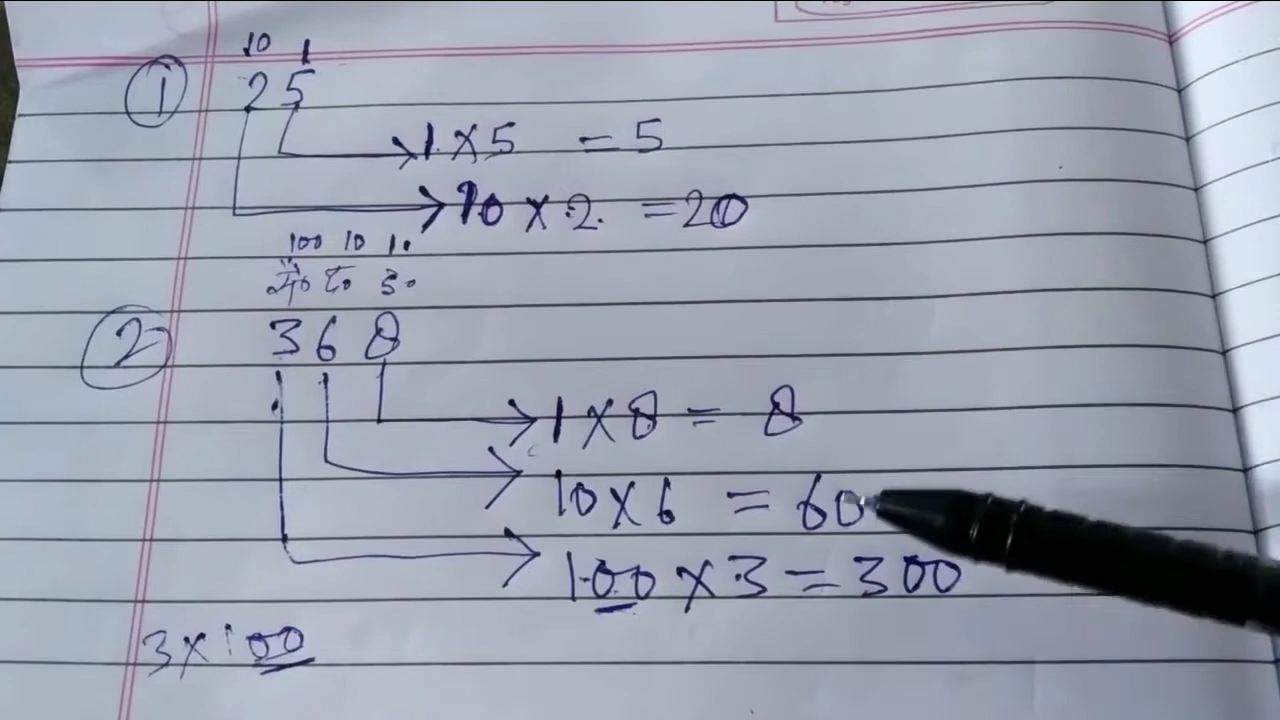 10 1
① 25
1 × 5 = 5
10 × 2 = 20
100 10 1.
② 368
1 × 8 = 8
10 × 6 = 60
100 × 3 = 300
3 × 100